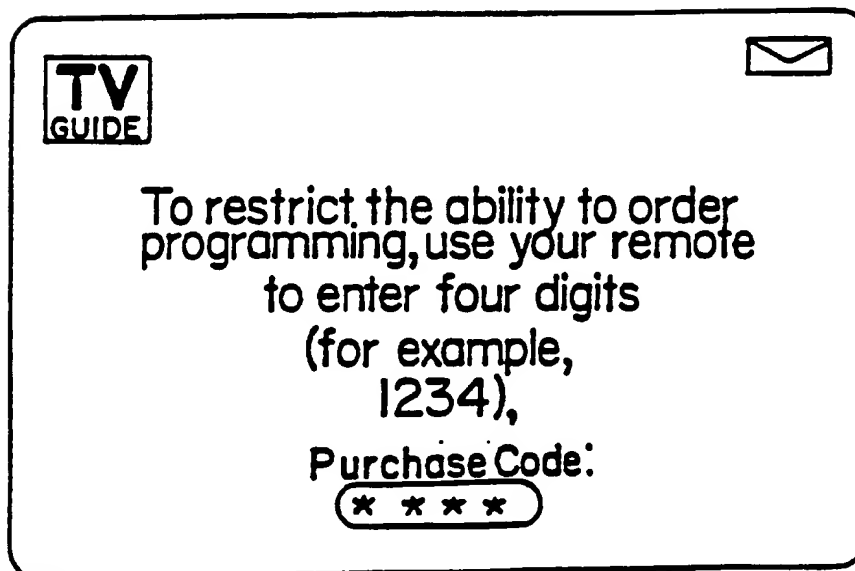 TV
GUIDE
To restrict the ability to order
programming, use your remote
to enter four digits
(for example,
1234),
Purchase Code:
* * * *